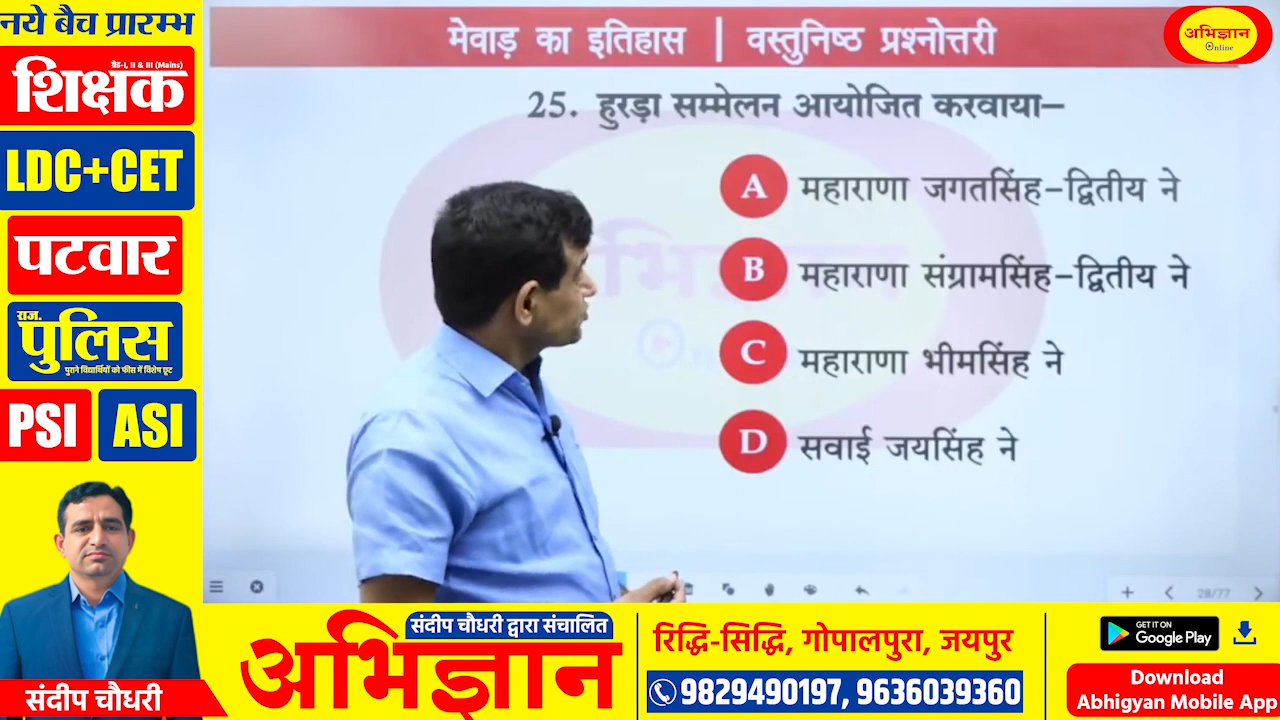 नये बैच प्रारम्भ
ग्रेड-I, II & III (Mains)
शिक्षक
LDC+CET
पटवार
राज.
पुलिस
पुराने विद्यार्थियों को फीस में विशेष छूट
PSI
ASI
संदीप चौधरी
मेवाड़ का इतिहास | वस्तुनिष्ठ प्रश्नोत्तरी
अभिज्ञान
Online
25. हुरड़ा सम्मेलन आयोजित करवाया–
A महाराणा जगतसिंह-द्वितीय ने
B महाराणा संग्रामसिंह-द्वितीय ने
C महाराणा भीमसिंह ने
D सवाई जयसिंह ने
28/77
संदीप चौधरी द्वारा संचालित
अभिज्ञान
रिद्धि-सिद्धि, गोपालपुरा, जयपुर
9829490197, 9636039360
GET IT ON
Google Play
Download
Abhigyan Mobile App